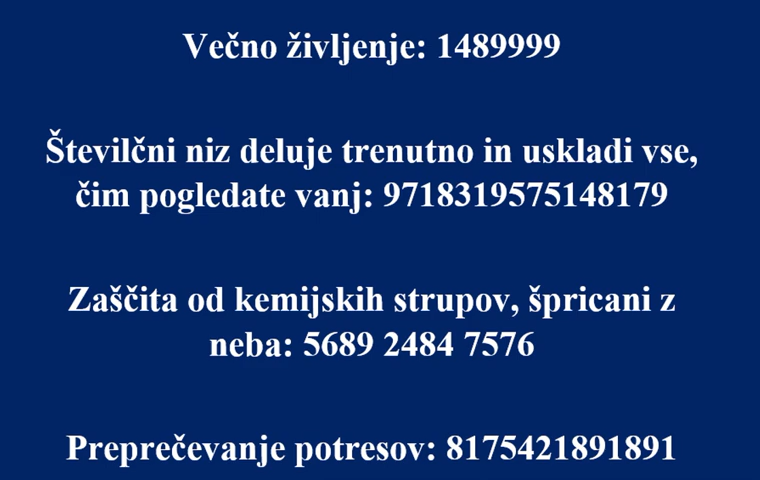 Večno življenje: 1489999
Številčni niz deluje trenutno in uskladi vse,
čim pogledate vanj: 9718319575148179
Zaščita od kemijskih strupov, špricani z
neba: 5689 2484 7576
Preprečevanje potresov: 8175421891891